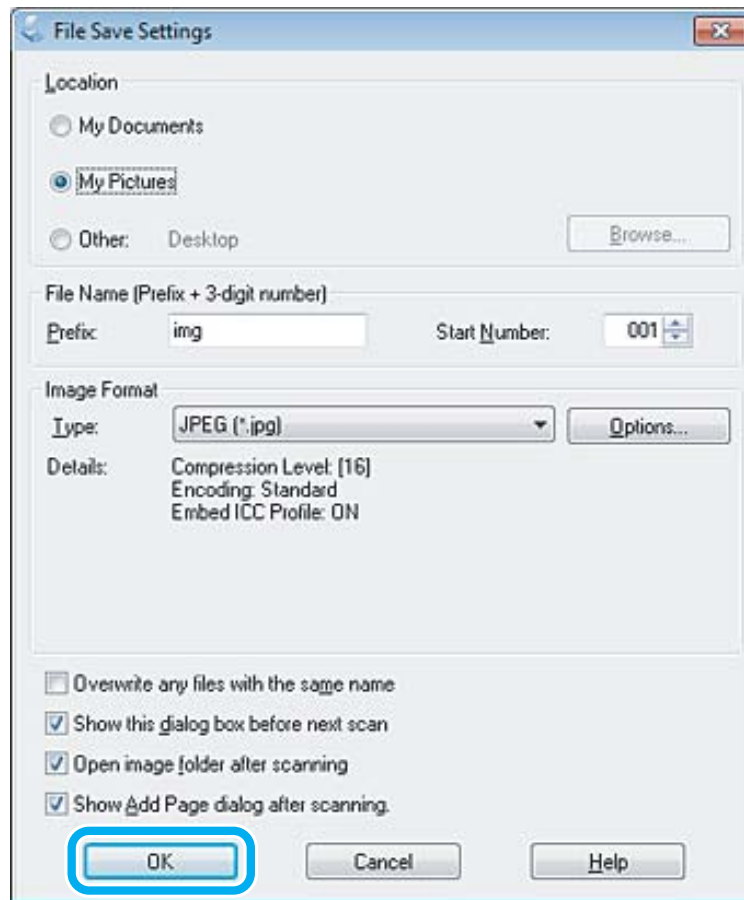 File Save Settings
Location
My Documents
My Pictures
Other: Desktop Browse...
File Name (Prefix + 3-digit number)
Prefix: img Start Number: 001
Image Format
Type: JPEG (*.jpg) Options...
Details: Compression Level: [16]
Encoding: Standard
Embed ICC Profile: ON
Overwrite any files with the same name
Show this dialog box before next scan
Open image folder after scanning
Show Add Page dialog after scanning.
OK Cancel Help